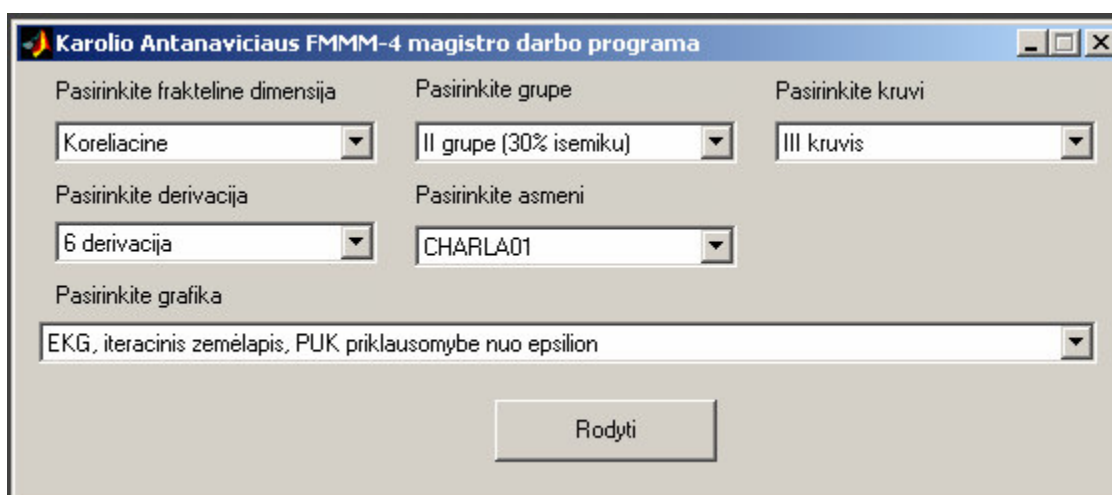 Karolio Antanaviciaus FMMM-4 magistro darbo programa
Pasirinkite frakteline dimensija
Pasirinkite grupe
Pasirinkite kruvi
Koreliacine
II grupe (30% isemiku)
III kruvis
Pasirinkite derivacija
Pasirinkite asmeni
6 derivacija
CHARLA01
Pasirinkite grafika
EKG, iteracinis zemėlapis, PUK priklausomybe nuo epsilion
Rodyti